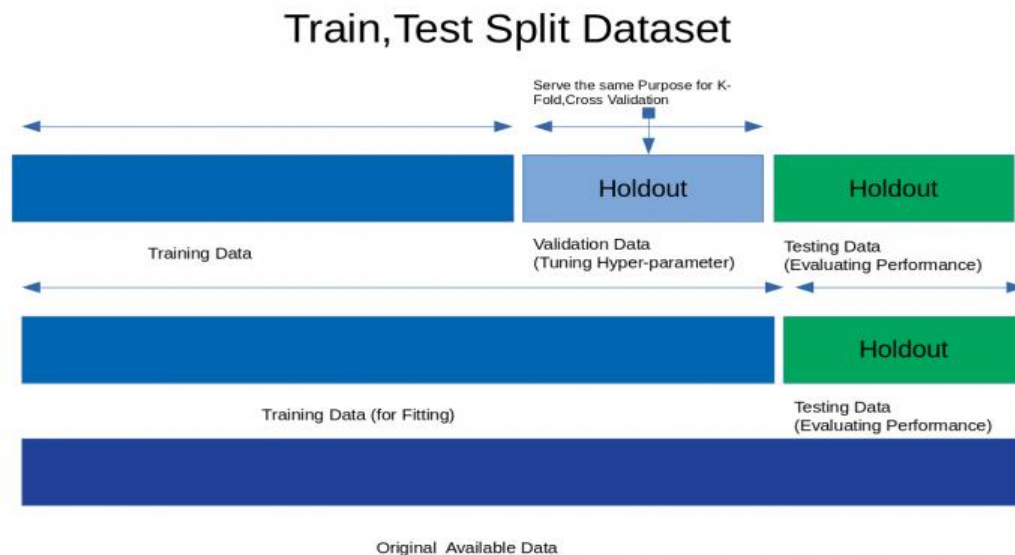 Train,Test Split Dataset
Serve the same Purpose for K-
Fold,Cross Validation
Holdout
Holdout
Training Data
Validation Data
(Tuning Hyper-parameter)
Testing Data
(Evaluating Performance)
Holdout
Training Data (for Fitting)
Testing Data
(Evaluating Performance)
Original Available Data